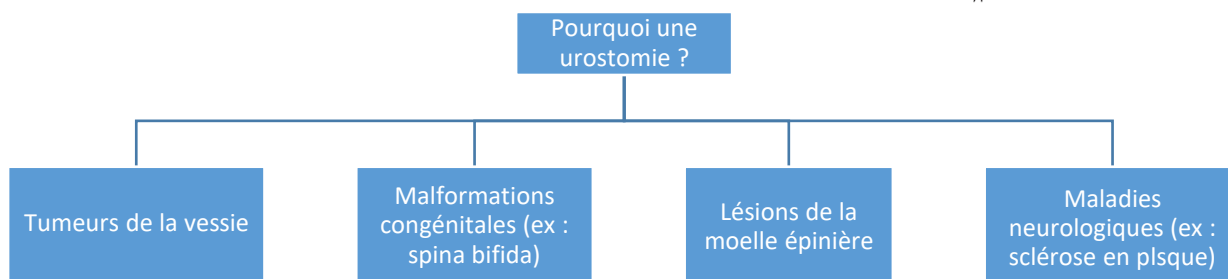 Pourquoi une
urostomie ?
Tumeurs de la vessie
Malformations
congénitales (ex :
spina bifida)
Lésions de la
moelle épinière
Maladies
neurologiques (ex :
sclérose en plsque)